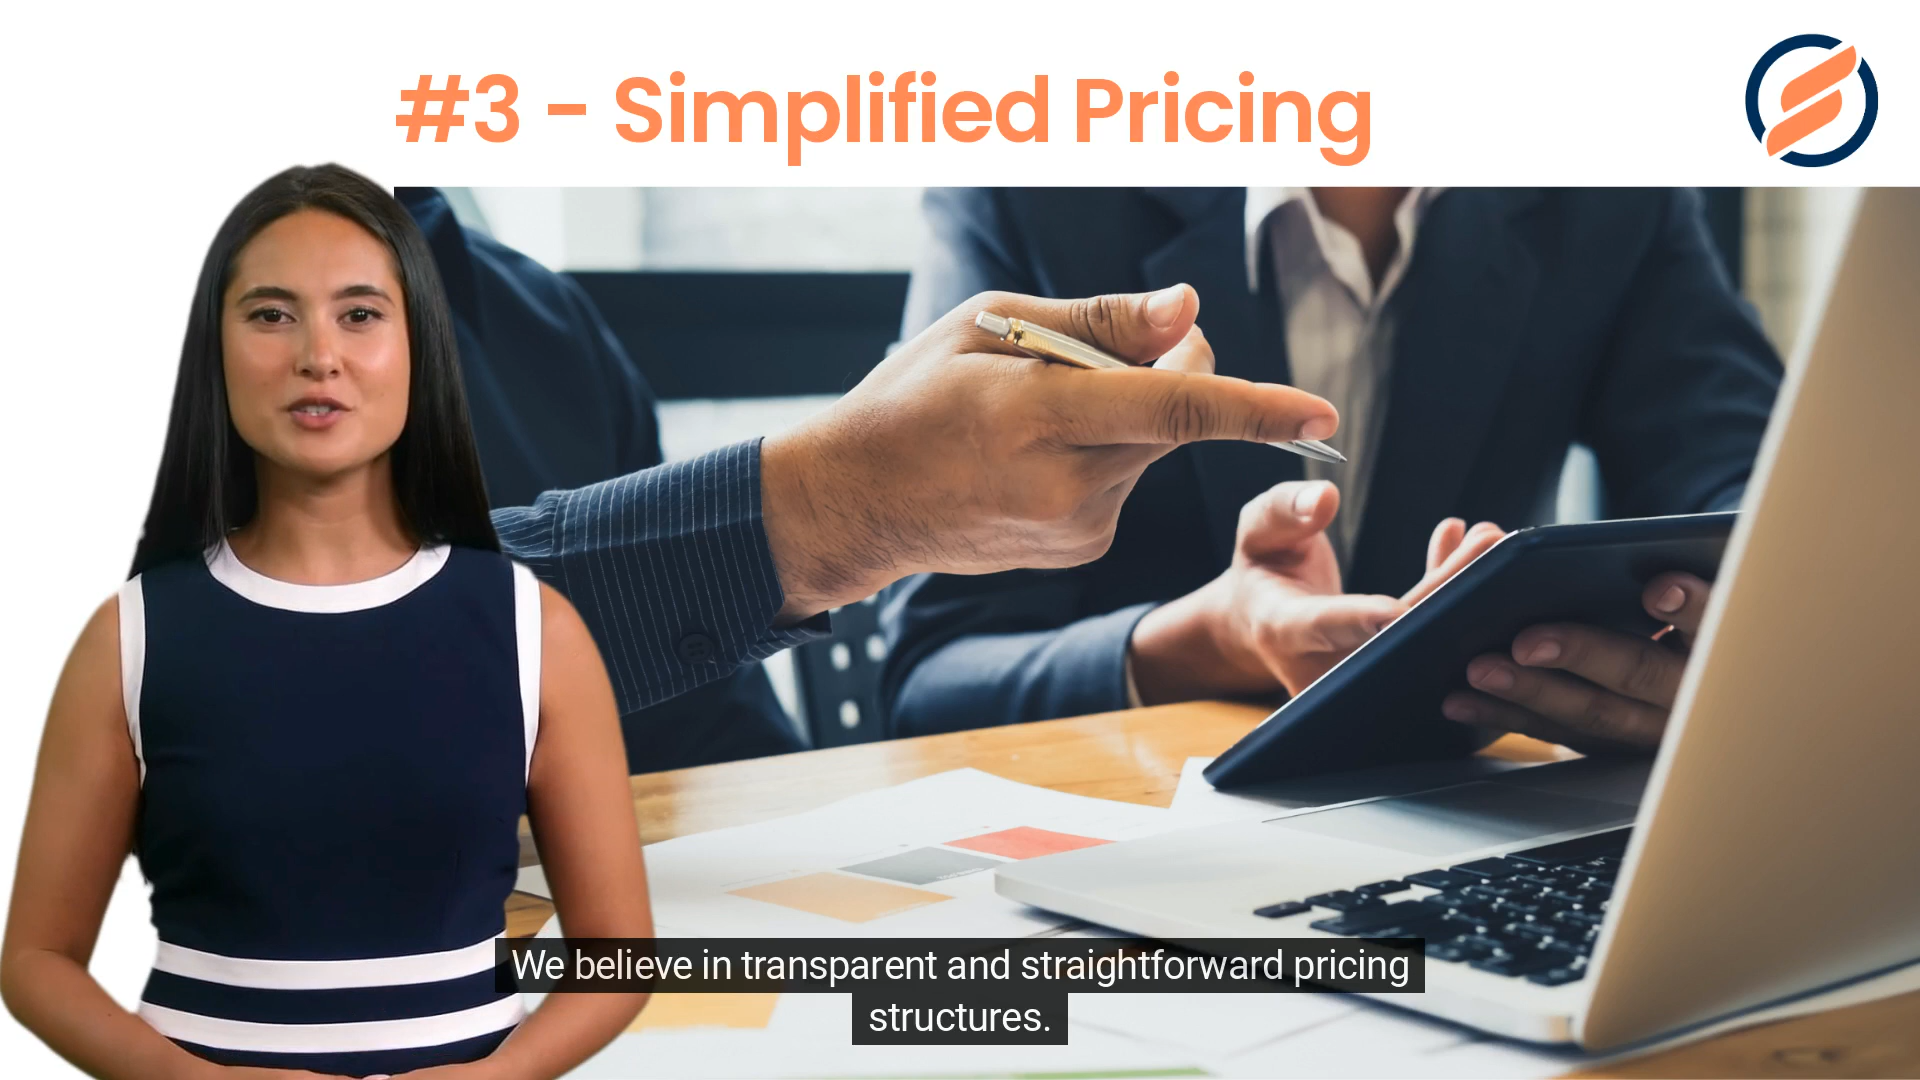 #3 - Simplified Pricing
We believe in transparent and straightforward pricing
structures.